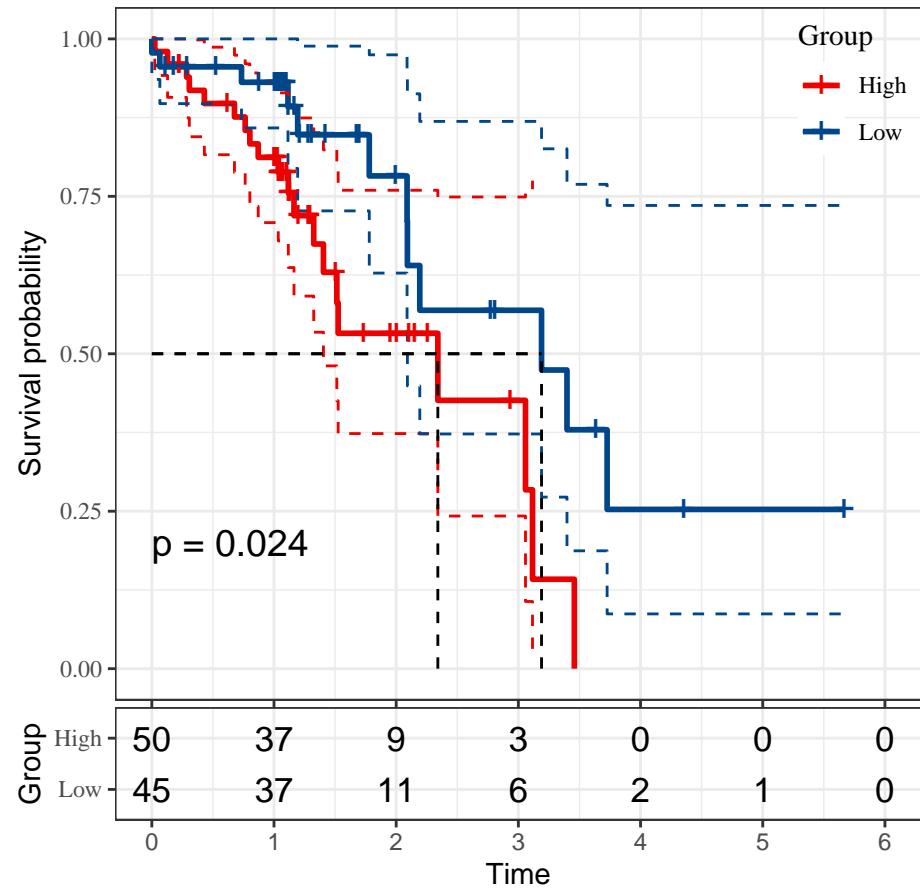 Group
High
Low
1.00
0.75
0.50
0.25
0.00
Survival probability
p = 0.024
Group
High 50 37 9 3 0 0 0
Low 45 37 11 6 2 1 0
0 1 2 3 4 5 6
Time